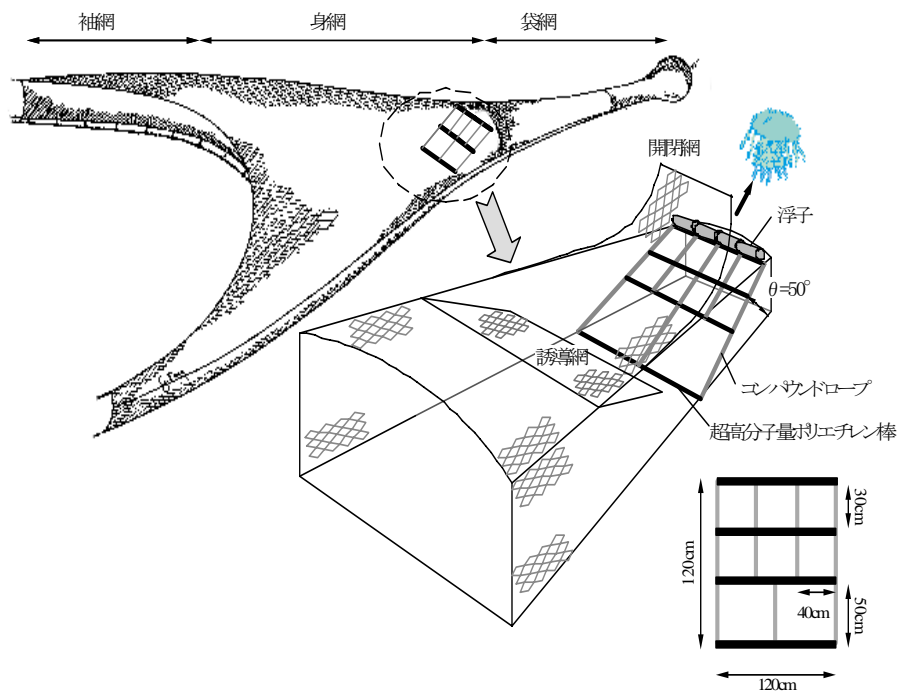 袖網
身網
袋網
開閉網
浮子
θ=50°
誘導網
コンパウンドロープ
超高分子量ポリエチレン棒
30cm
120cm
40cm
50cm
120cm